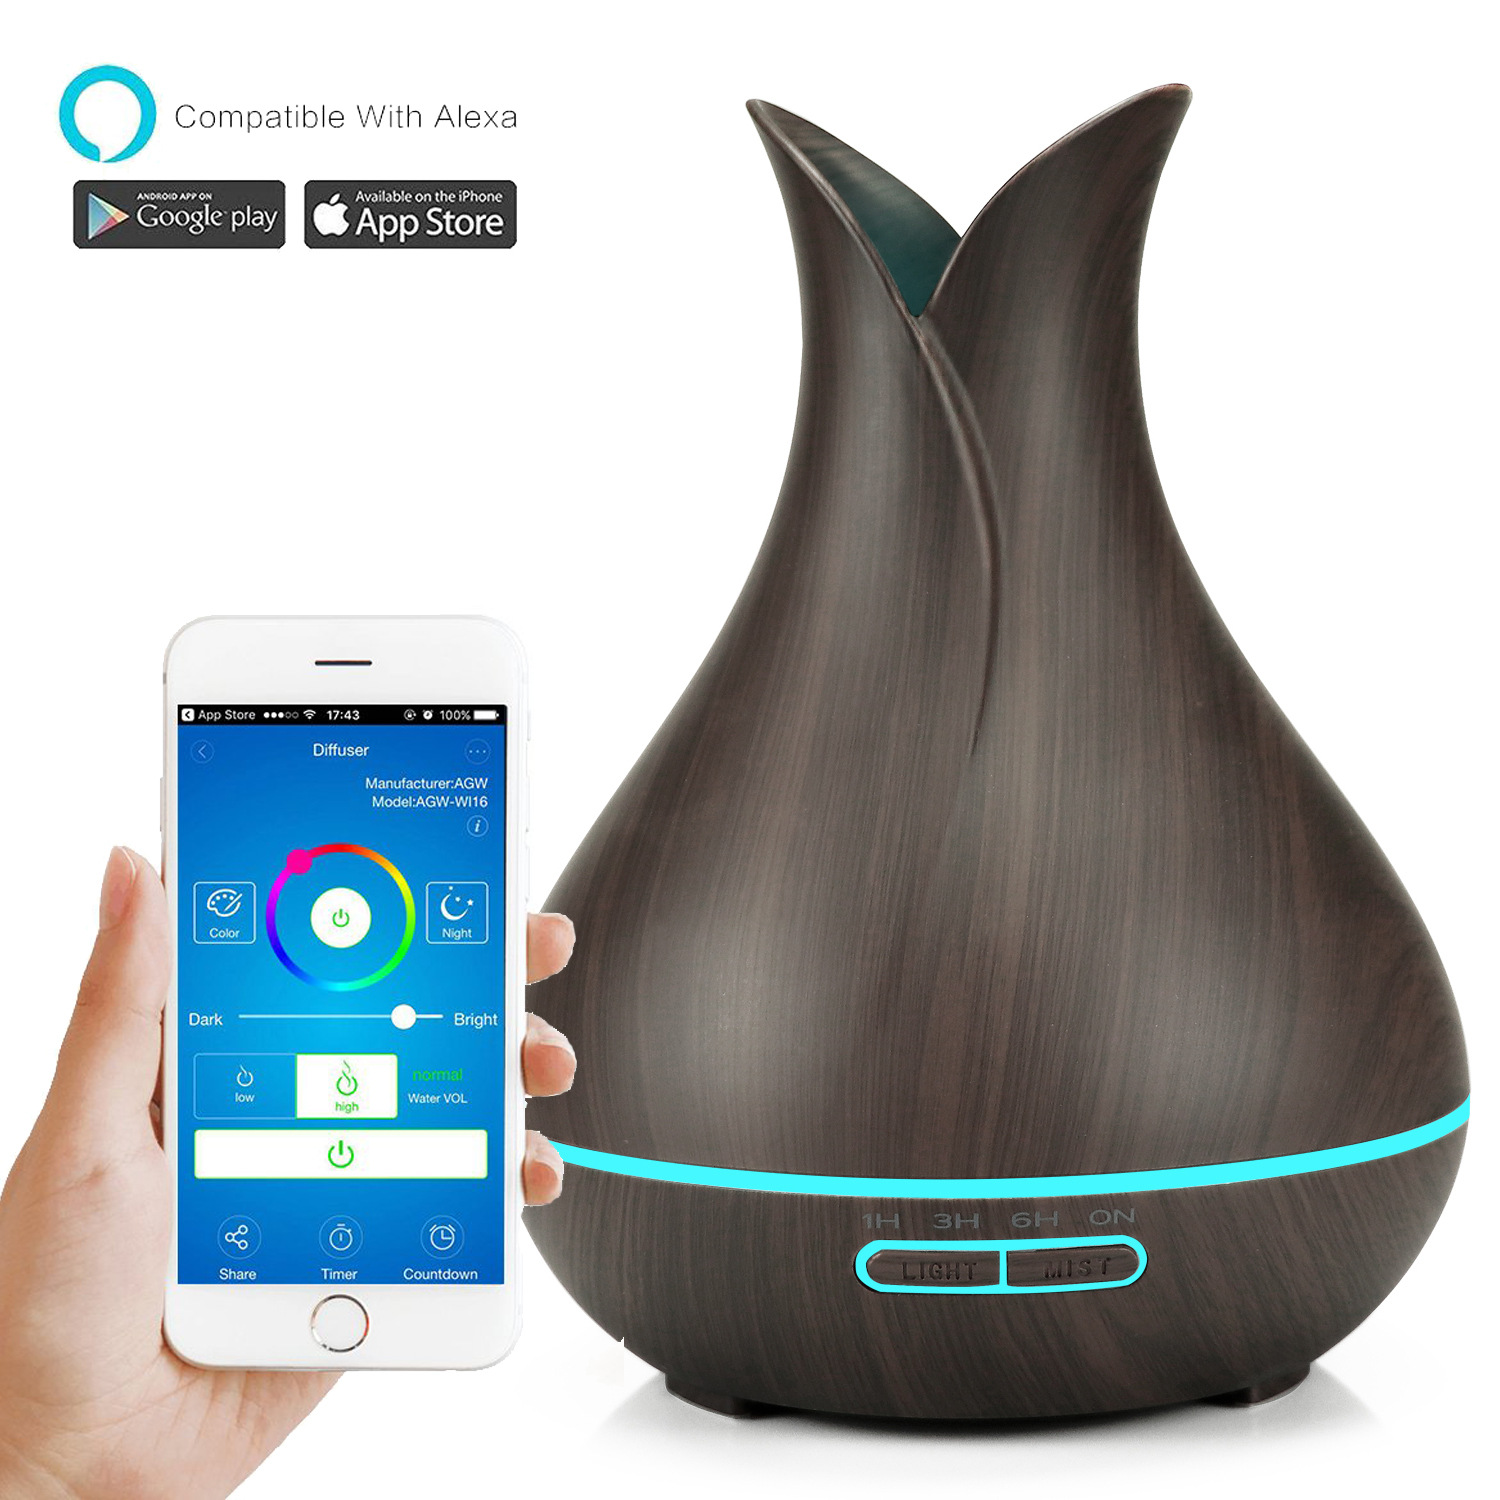 Compatible With Alexa
ANDROID APP ON
Google play
Available on the iPhone
App Store
App Store 17:43 100%
Diffuser
Manufacturer:AGW
Model:AGW-WI16
i
Color
Night
Dark
Bright
low
high
normal
Water VOL
Share
Timer
Countdown
1H 3H 6H ON
LIGHT MIST